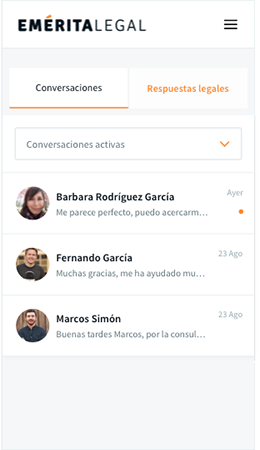 EMÉRITALEGAL
Conversaciones
Respuestas legales
Conversaciones activas
Barbara Rodríguez García
Ayer
Me parece perfecto, puedo acercarm...
Fernando García
23 Ago
Muchas gracias, me ha ayudado mu...
Marcos Simón
23 Ago
Buenas tardes Marcos, por la consul...